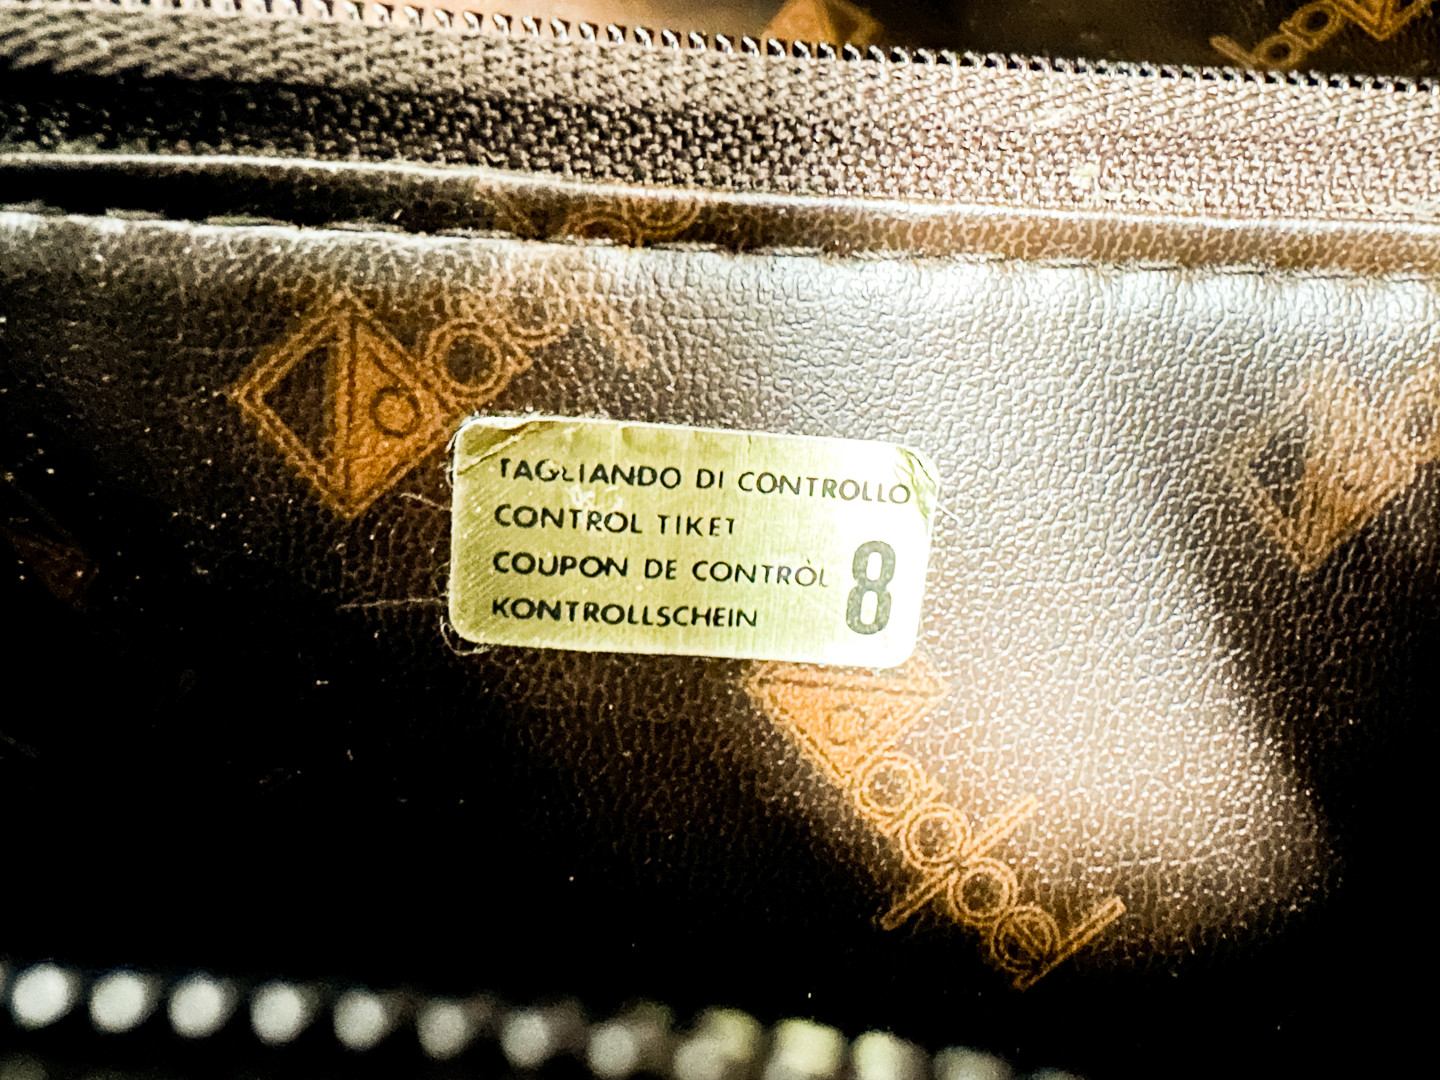 TAGLIANDO DI CONTROLLO
CONTROL TIKET
COUPON DE CONTRÒL
KONTROLLSCHEIN
8